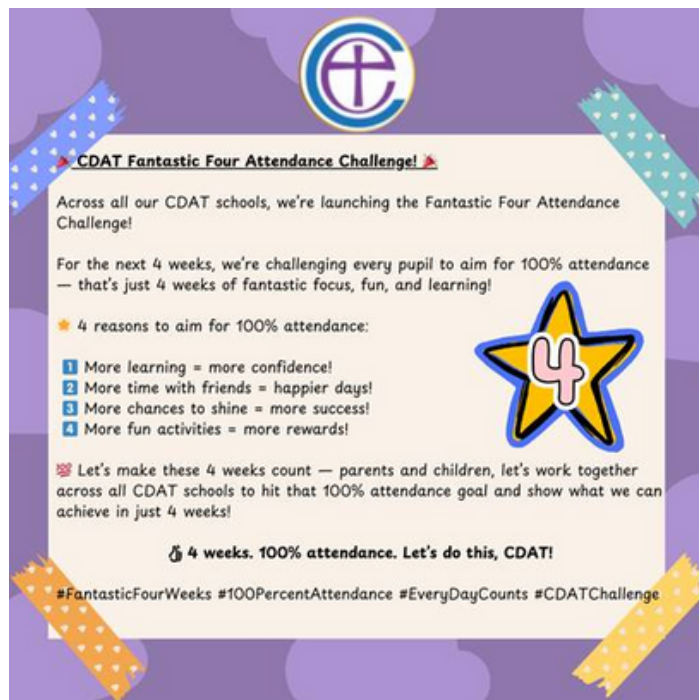 🎉 CDAT Fantastic Four Attendance Challenge! 🎉
Across all our CDAT schools, we're launching the Fantastic Four Attendance
Challenge!
For the next 4 weeks, we're challenging every pupil to aim for 100% attendance
— that's just 4 weeks of fantastic focus, fun, and learning!
🌟 4 reasons to aim for 100% attendance:
1️⃣ More learning = more confidence!
2️⃣ More time with friends = happier days!
3️⃣ More chances to shine = more success!
4️⃣ More fun activities = more rewards!
4
💯 Let's make these 4 weeks count — parents and children, let's work together
across all CDAT schools to hit that 100% attendance goal and show what we can
achieve in just 4 weeks!
👏 4 weeks. 100% attendance. Let's do this, CDAT!
#FantasticFourWeeks #100PercentAttendance #EveryDayCounts #CDATChallenge